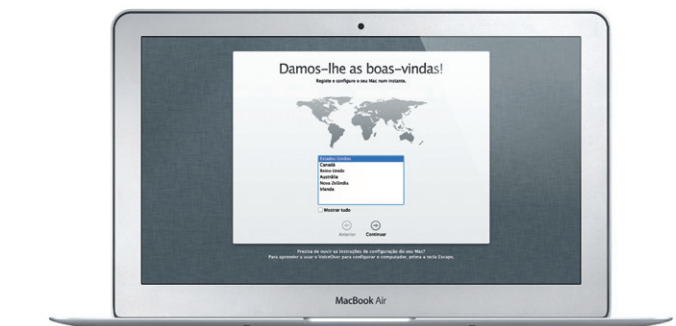 Damos-lhe as boas-vindas!
Registe e configure o seu Mac num instante.
Estados Unidos
Canadá
Reino Unido
Austrália
Nova Zelândia
Irlanda
Mostrar tudo
Anterior Continuar
Precisa de ouvir as instruções de configuração do seu Mac?
Para aprender a usar o VoiceOver para configurar o computador, prima a tecla Escape.
MacBook Air